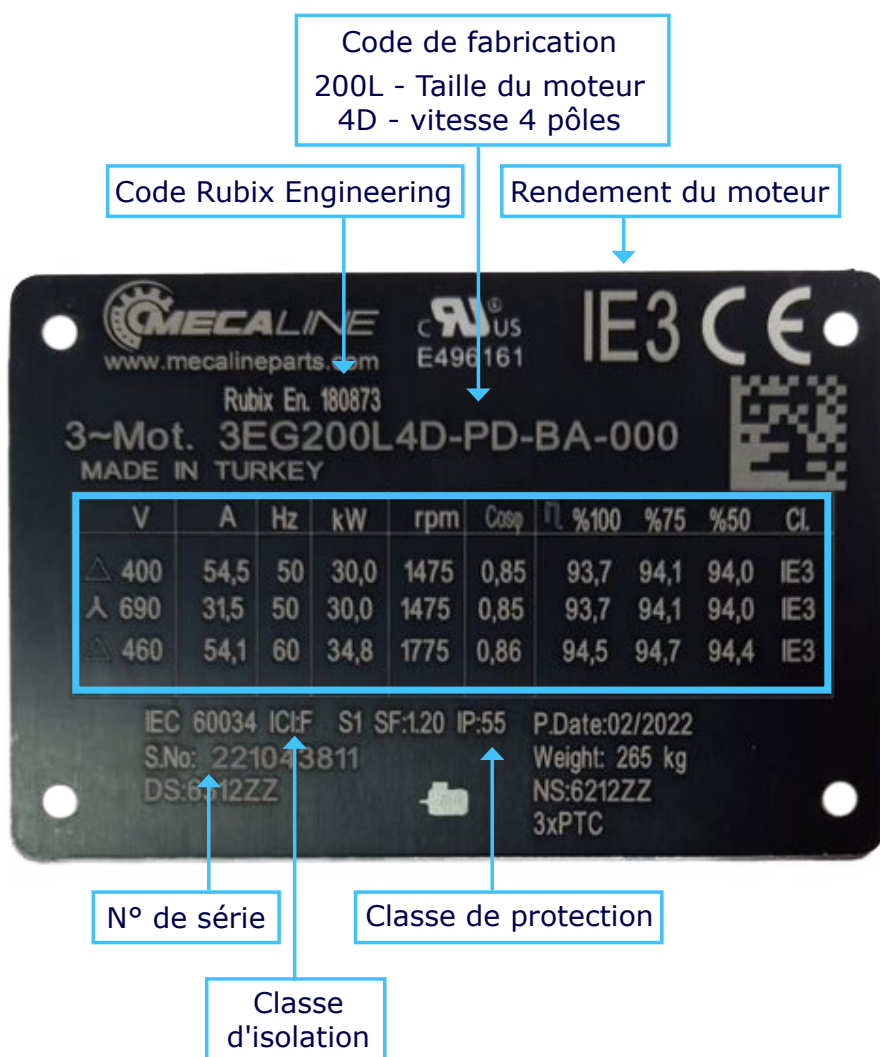 Code de fabrication
200L - Taille du moteur
4D - vitesse 4 pôles
Code Rubix Engineering
Rendement du moteur
MECALINE
www.mecalineparts.com
C RU ® US
E496161
IE3 CE
Rubix En. 180873
3~Mot. 3EG200L4D-PD-BA-000
MADE IN TURKEY
V A Hz kW rpm Cosφ η %100 %75 %50 Cl.
△ 400 54,5 50 30,0 1475 0,85 93,7 94,1 94,0 IE3
⅄ 690 31,5 50 30,0 1475 0,85 93,7 94,1 94,0 IE3
△ 460 54,1 60 34,8 1775 0,86 94,5 94,7 94,4 IE3
IEC 60034 ICl:F S1 SF:1.20 IP:55 P.Date:02/2022
S.No: 221043811 Weight: 265 kg
DS:6312ZZ NS:6212ZZ
3xPTC
N° de série
Classe de protection
Classe
d'isolation